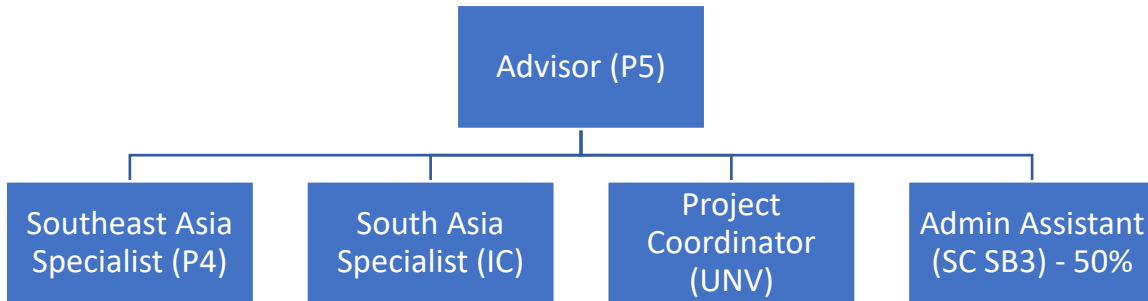 Advisor (P5)
Southeast Asia
Specialist (P4)
South Asia
Specialist (IC)
Project
Coordinator
(UNV)
Admin Assistant
(SC SB3) - 50%